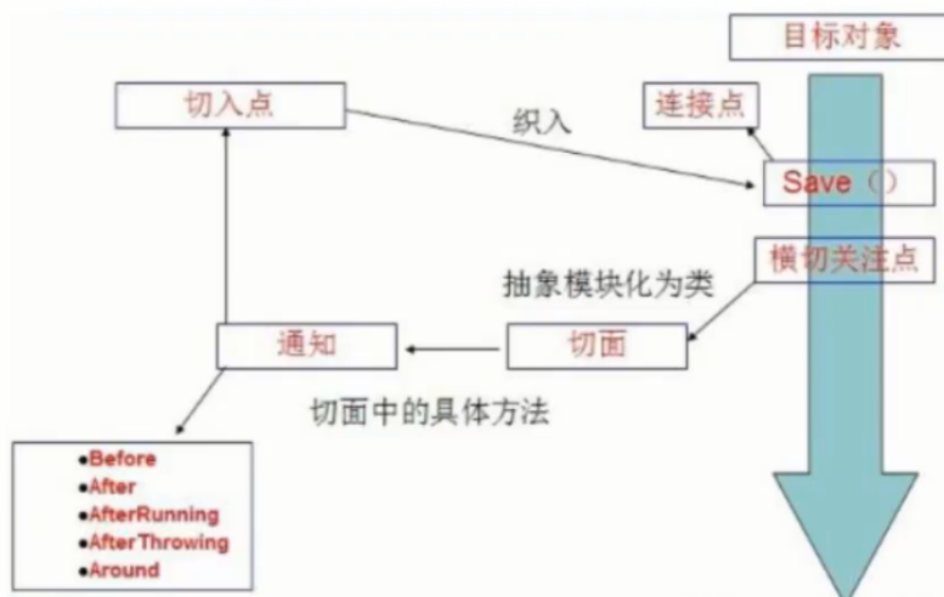 目标对象
切入点
织入
连接点
Save（）
横切关注点
抽象模块化为类
通知
切面
切面中的具体方法
●Before
●After
●AfterRunning
●AfterThrowing
●Around